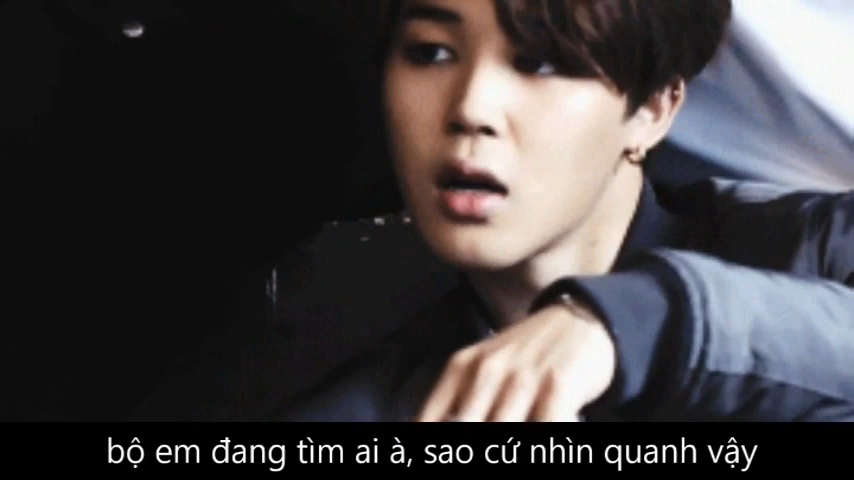 bộ em đang tìm ai à, sao cứ nhìn quanh vậy